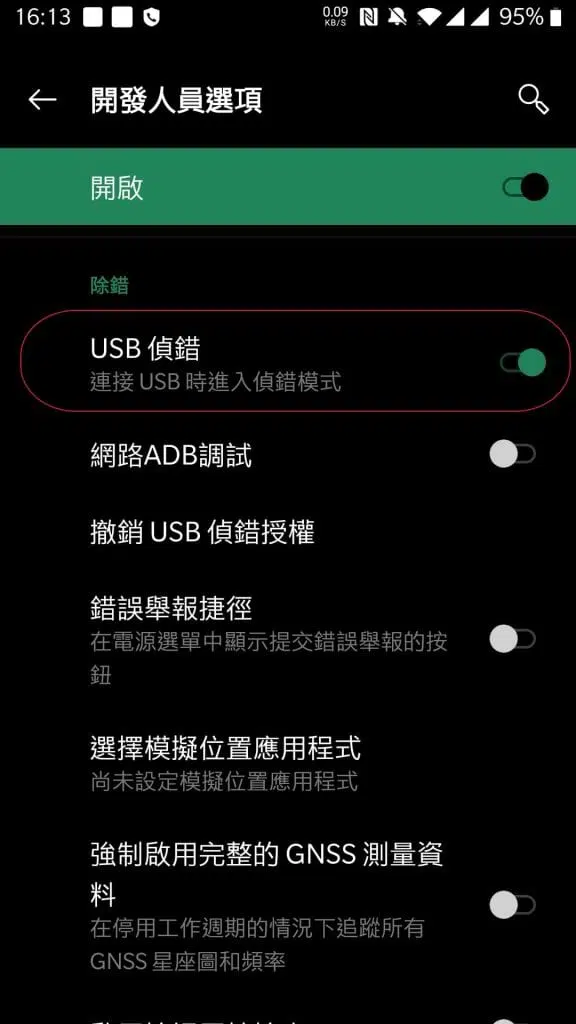 16:13
0.09
KB/S
95%
開發人員選項
開啟
除錯
USB 偵錯
連接 USB 時進入偵錯模式
網路ADB調試
撤銷 USB 偵錯授權
錯誤舉報捷徑
在電源選單中顯示提交錯誤舉報的按
鈕
選擇模擬位置應用程式
尚未設定模擬位置應用程式
強制啟用完整的 GNSS 測量資
料
在停用工作週期的情況下追蹤所有
GNSS 星座圖和頻率